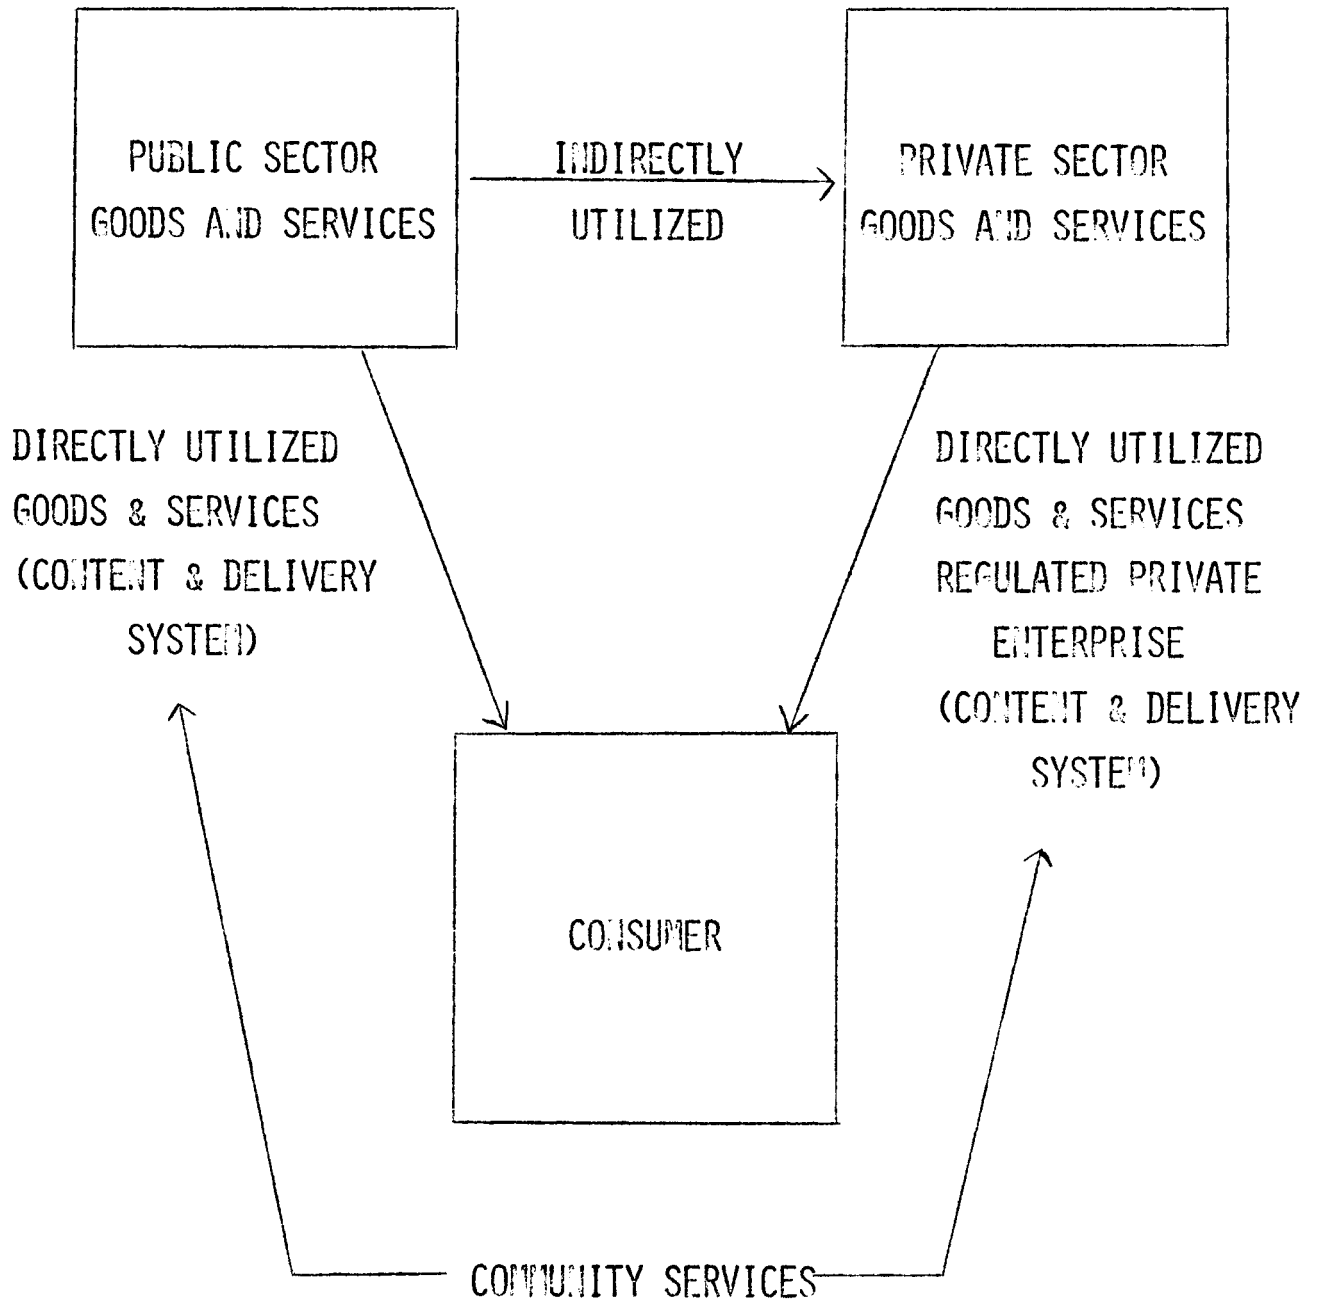 PUBLIC SECTOR
GOODS AND SERVICES
INDIRECTLY
UTILIZED
PRIVATE SECTOR
GOODS AND SERVICES
DIRECTLY UTILIZED
GOODS & SERVICES
(CONTENT & DELIVERY
SYSTEM)
DIRECTLY UTILIZED
GOODS & SERVICES
REGULATED PRIVATE
ENTERPRISE
(CONTENT & DELIVERY
SYSTEM)
CONSUMER
COMMUNITY SERVICES